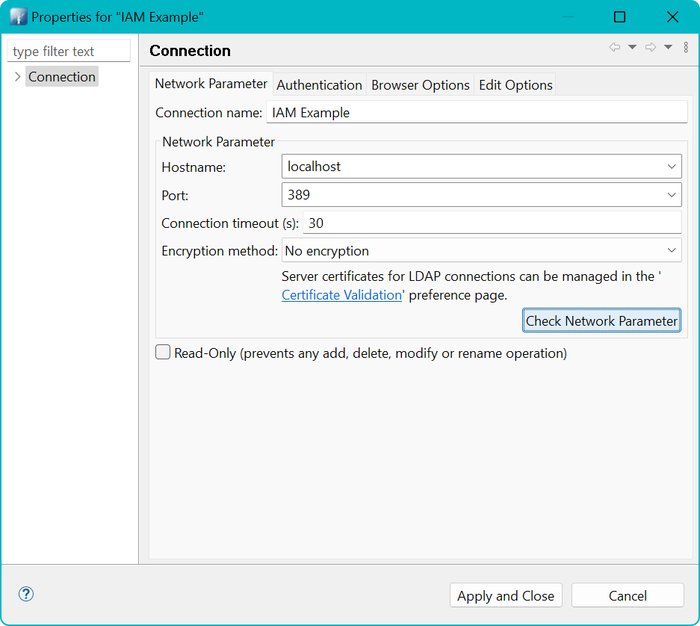 Properties for "IAM Example"
type filter text
Connection
Connection
Network Parameter Authentication Browser Options Edit Options
Connection name: IAM Example
Network Parameter
Hostname: localhost
Port: 389
Connection timeout (s): 30
Encryption method: No encryption
Server certificates for LDAP connections can be managed in the '
Certificate Validation' preference page.
Check Network Parameter
Read-Only (prevents any add, delete, modify or rename operation)
? Apply and Close Cancel